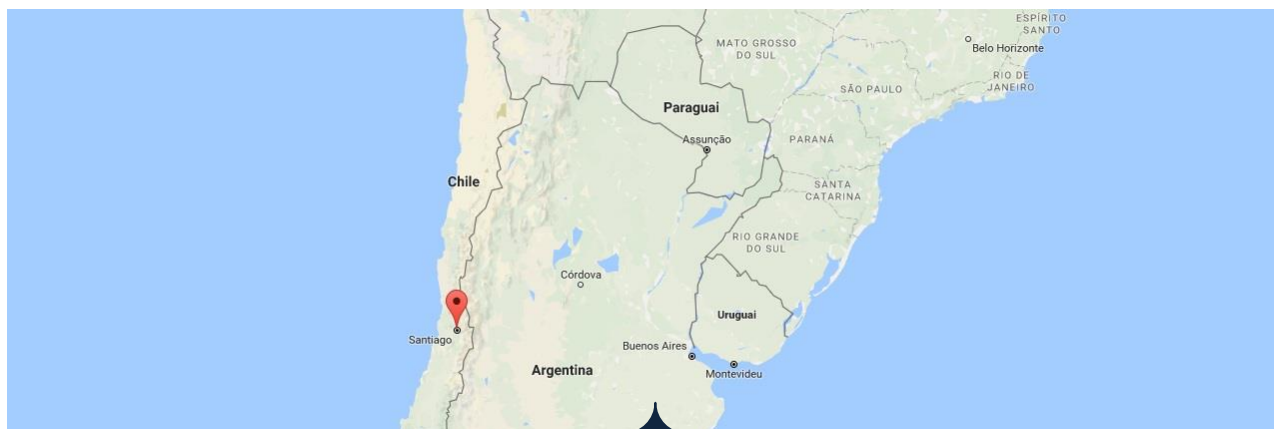 ESPÍRITO
SANTO
Belo Horizonte
MATO GROSSO
DO SUL
RIO DE
JANEIRO
SÃO PAULO
Paraguai
Assunção
PARANÁ
Chile
SANTA
CATARINA
RIO GRANDE
DO SUL
Córdova
Uruguai
Santiago
Buenos Aires
Argentina
Montevideu